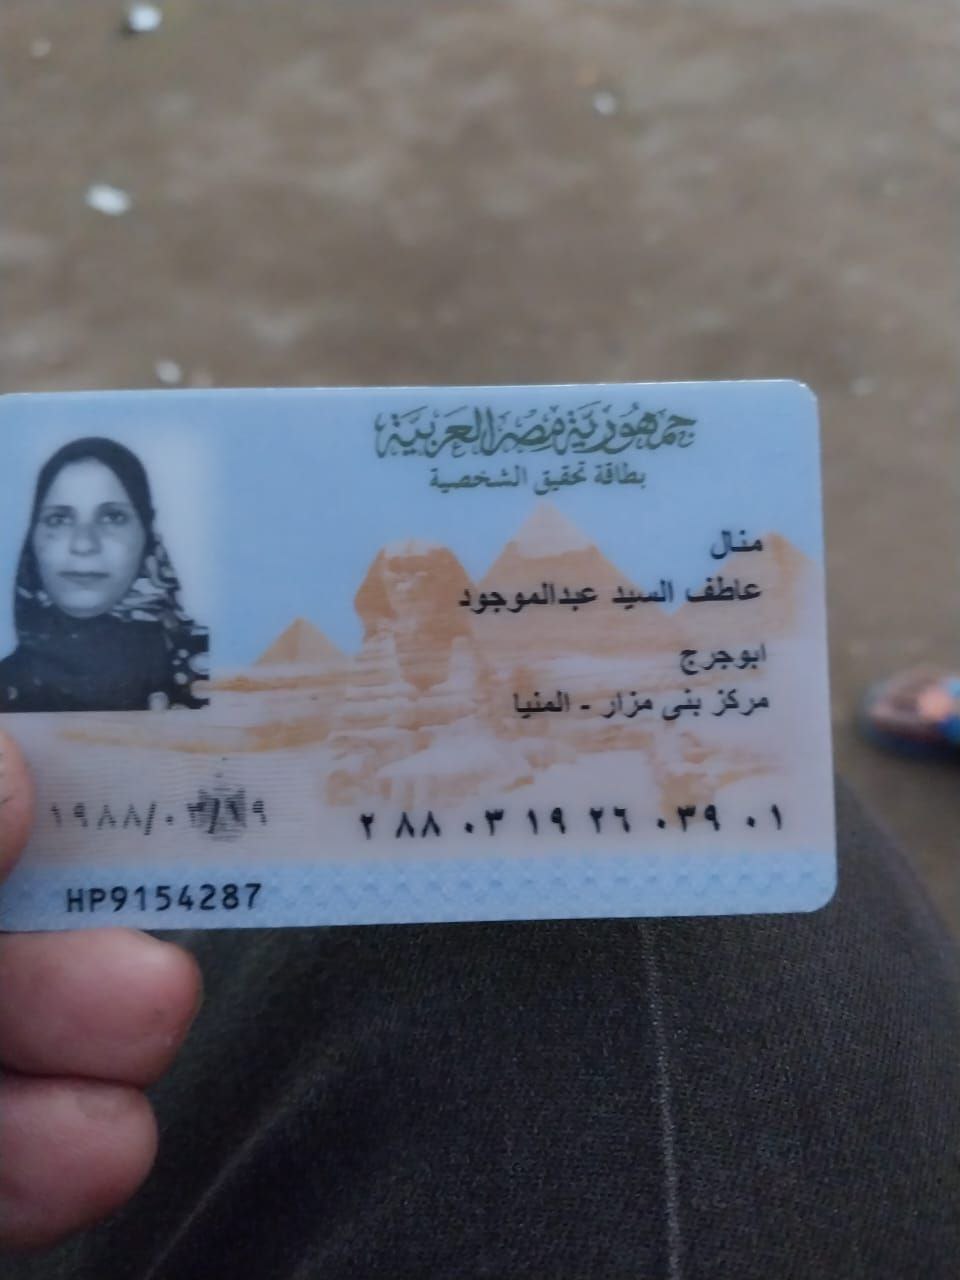 جمهورية مصر العربية
بطاقة تحقيق الشخصية
منال
عاطف السيد عبدالموجود
ابوجرج
مركز بنى مزار - المنيا
٢ ٨٨ ٠٣ ١٩ ٢٦ ٠٣٩ ٠١
١٩٨٨/٠٣/١٩
HP9154287